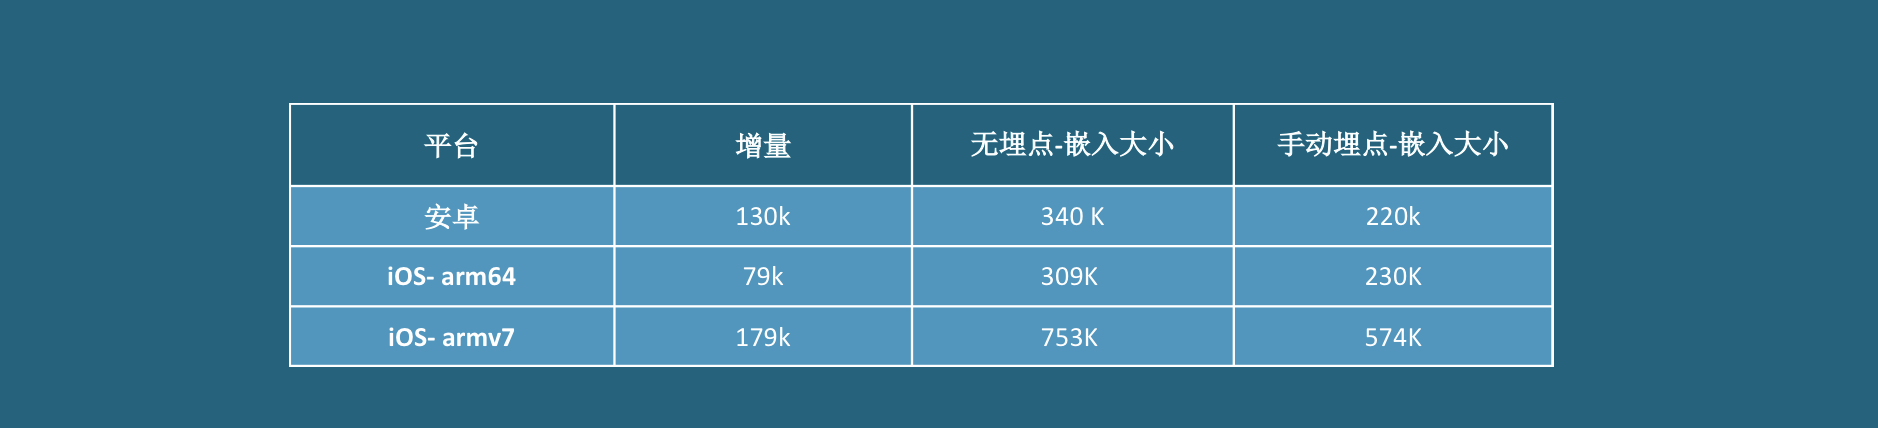 平台 增量 无埋点-嵌入大小 手动埋点-嵌入大小
安卓 130k 340 K 220k
iOS- arm64 79k 309K 230K
iOS- armv7 179k 753K 574K